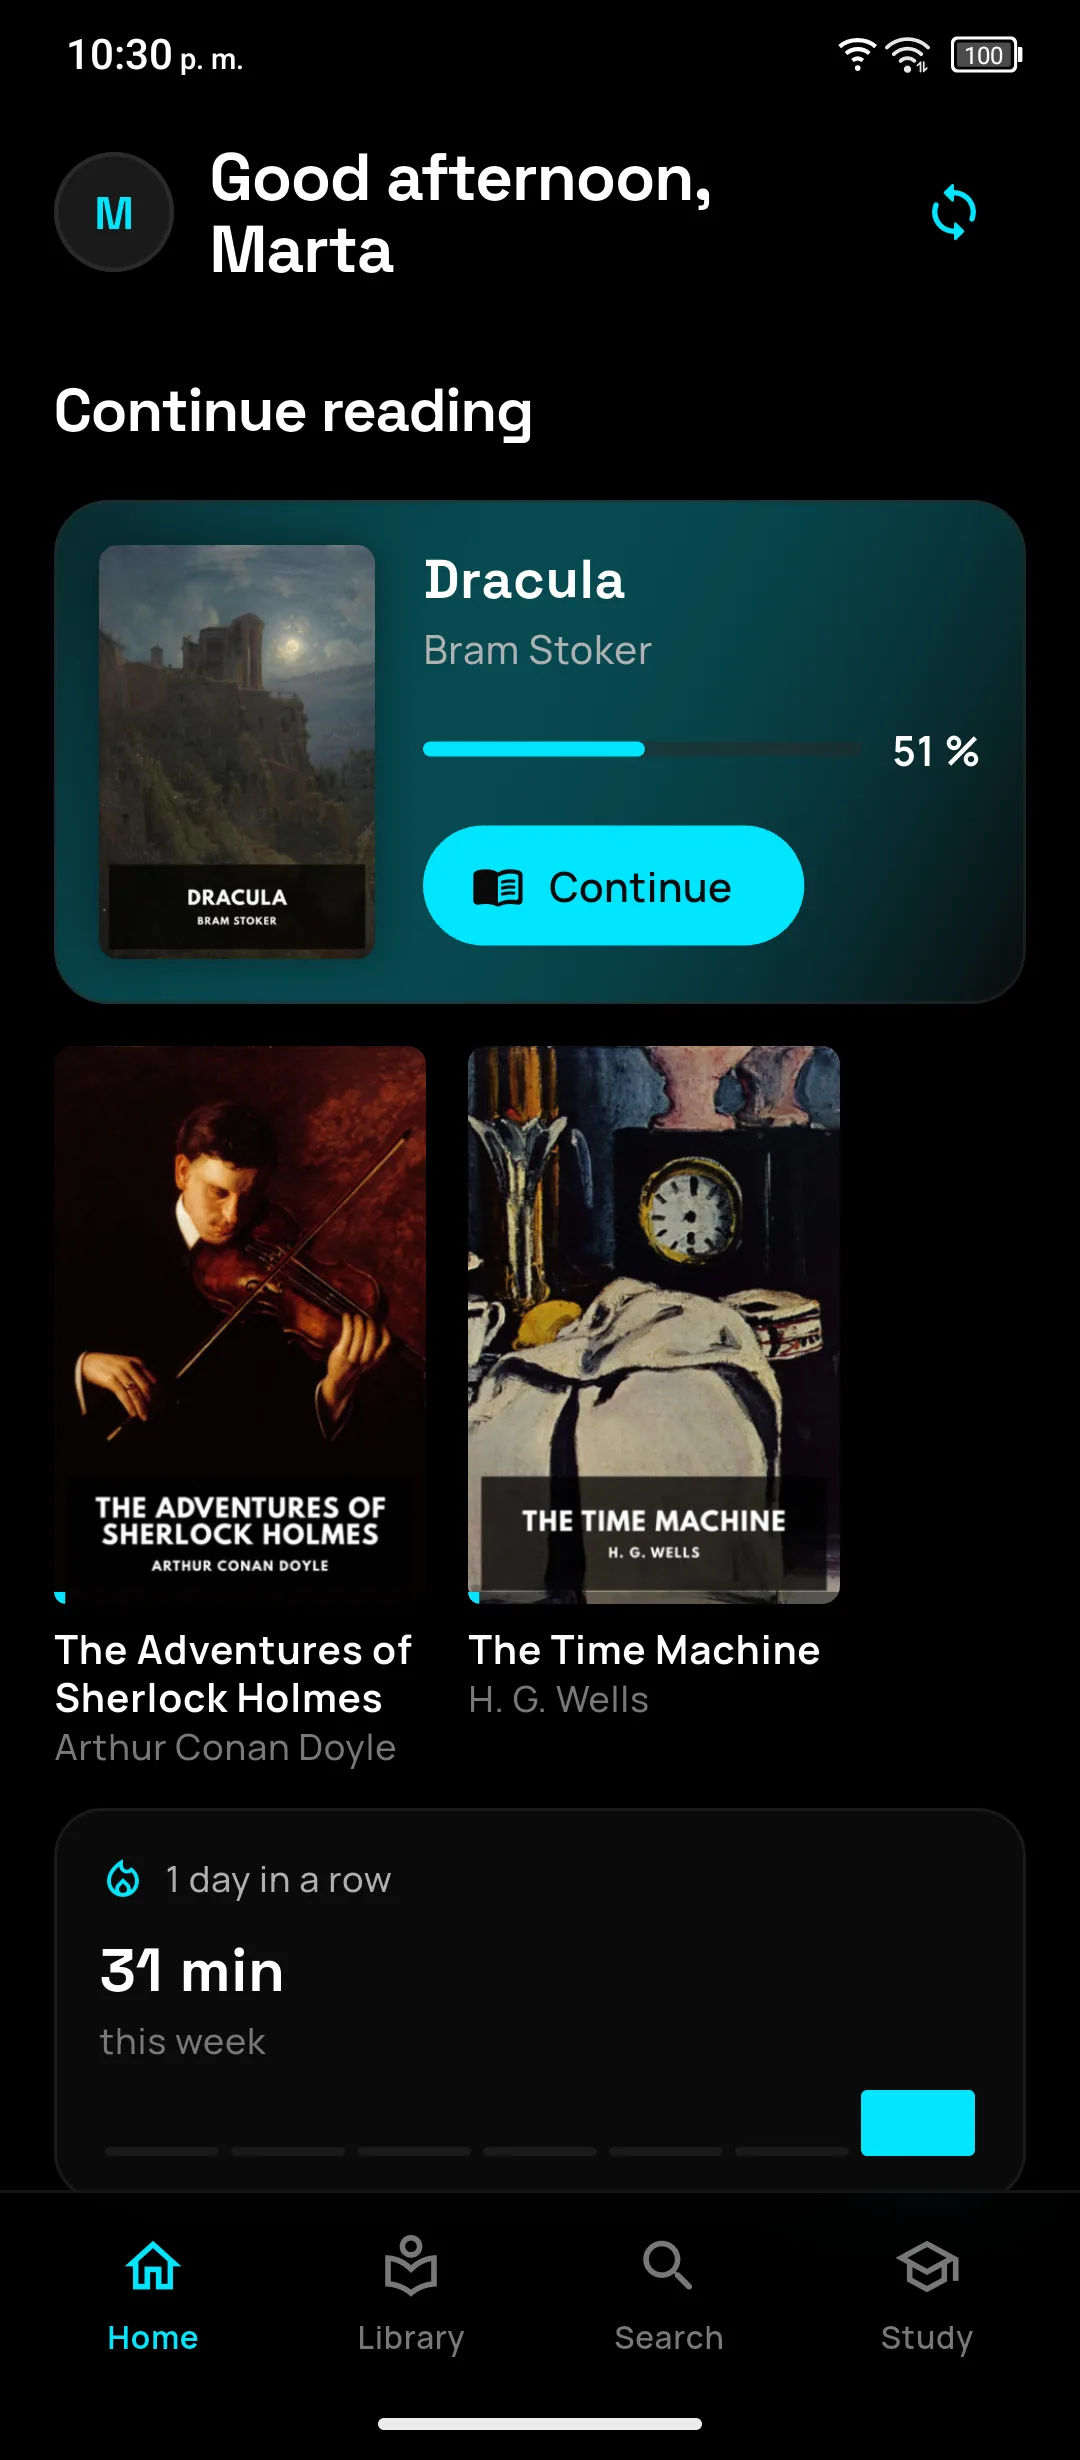 10:30 p. m.
100
M
Good afternoon,
Marta
Continue reading
Dracula
Bram Stoker
51 %
Continue
DRACULA
BRAM STOKER
THE ADVENTURES OF
SHERLOCK HOLMES
ARTHUR CONAN DOYLE
THE TIME MACHINE
H. G. WELLS
The Adventures of
Sherlock Holmes
Arthur Conan Doyle
The Time Machine
H. G. Wells
1 day in a row
31 min
this week
Home
Library
Search
Study